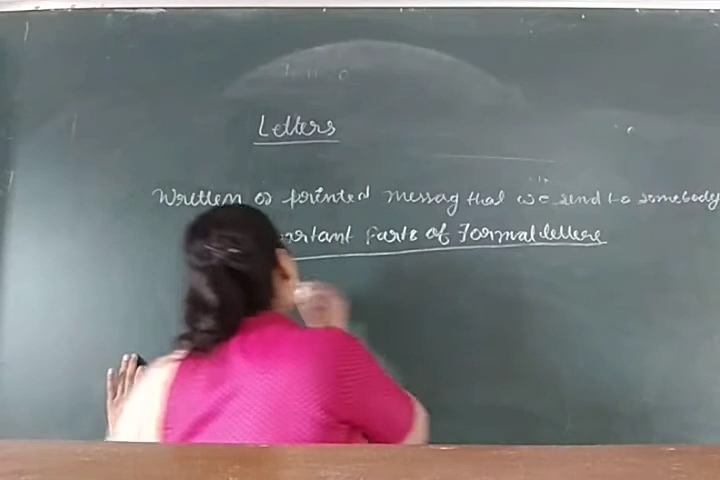 Letters
Written or printed messag that we send to somebody
Parts of Formal letters